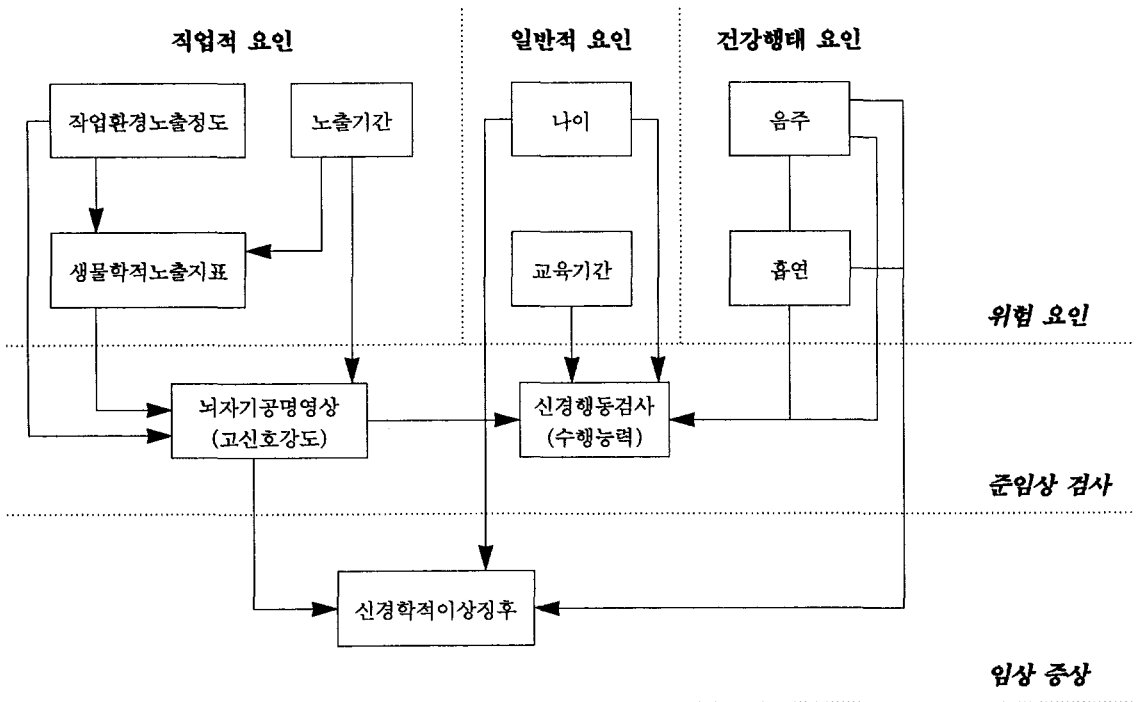 직업적 요인
일반적 요인
건강행태 요인
작업환경노출정도
노출기간
나이
음주
생물학적노출지표
교육기간
흡연
위험 요인
뇌자기공명영상
(고신호강도)
신경행동검사
(수행능력)
준임상 검사
신경학적이상징후
임상 증상